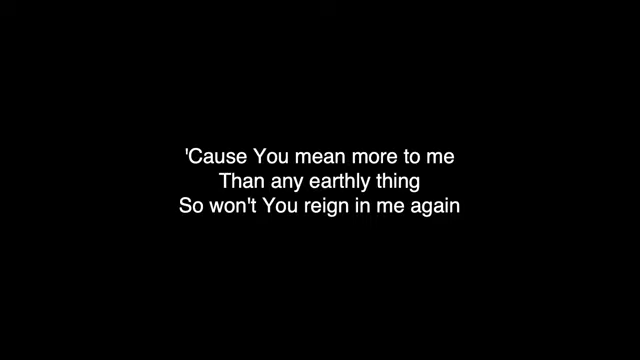 'Cause You mean more to me
Than any earthly thing
So won't You reign in me again